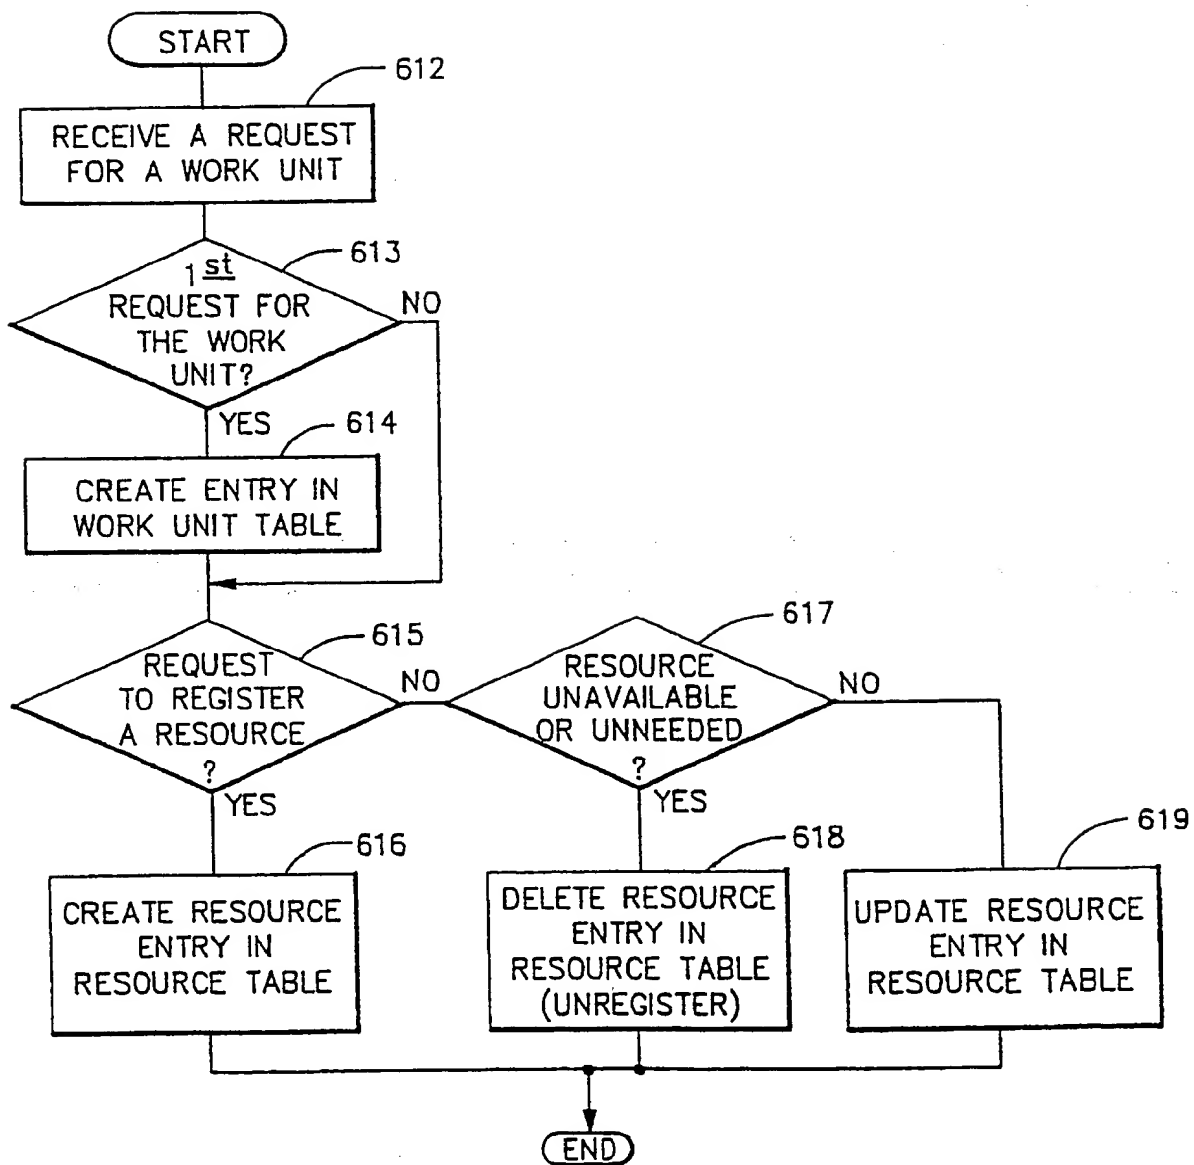 START
612
RECEIVE A REQUEST
FOR A WORK UNIT
613
1st
REQUEST FOR
THE WORK
UNIT?
NO
YES
614
CREATE ENTRY IN
WORK UNIT TABLE
615
REQUEST
TO REGISTER
A RESOURCE
?
NO
YES
617
RESOURCE
UNAVAILABLE
OR UNNEEDED
?
NO
YES
616
CREATE RESOURCE
ENTRY IN
RESOURCE TABLE
618
DELETE RESOURCE
ENTRY IN
RESOURCE TABLE
(UNREGISTER)
619
UPDATE RESOURCE
ENTRY IN
RESOURCE TABLE
END